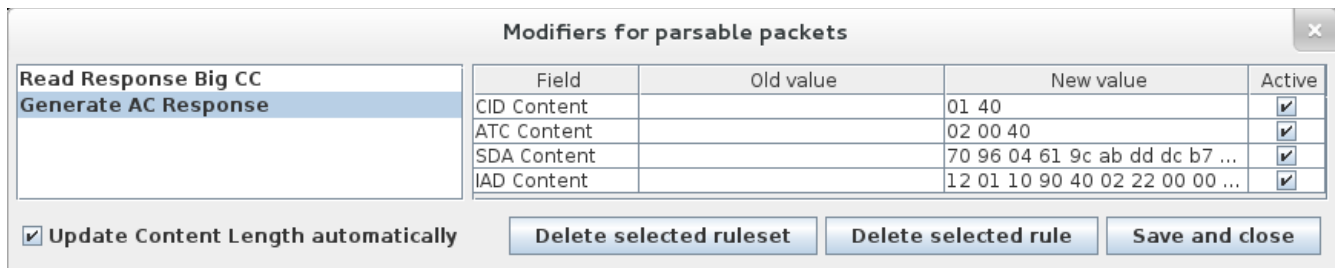 Modifiers for parsable packets
Read Response Big CC
Generate AC Response
Field Old value New value Active
CID Content 01 40
ATC Content 02 00 40
SDA Content 70 96 04 61 9c ab dd dc b7 ...
IAD Content 12 01 10 90 40 02 22 00 00 ...
Update Content Length automatically Delete selected ruleset Delete selected rule Save and close